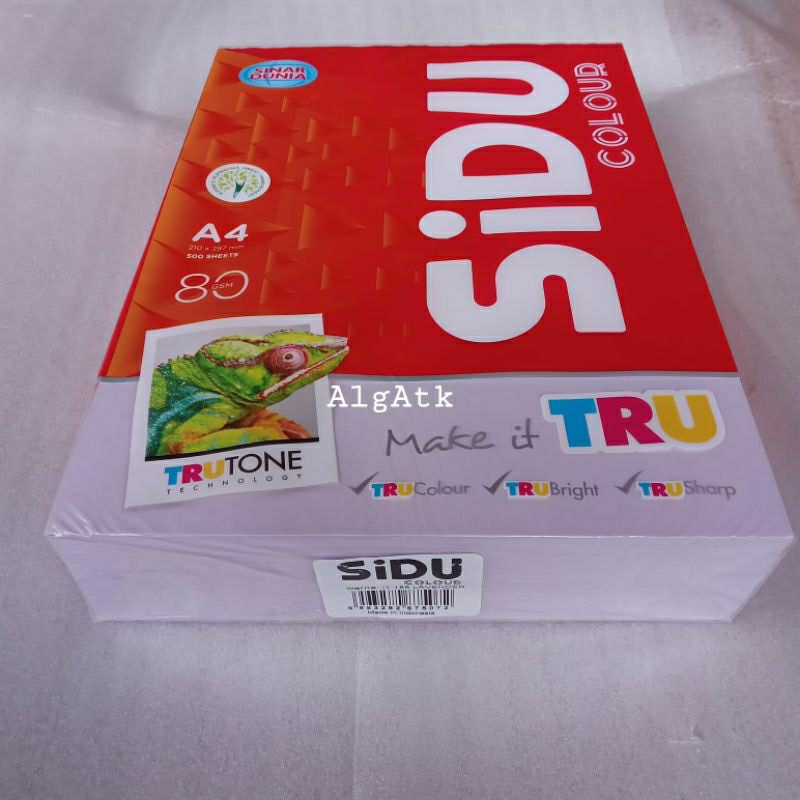 SINAR
DUNIA
SiDU
COLOUR
A4
210 x 297 mm
500 SHEETS
80
GSM
AlgAtk
Make it TRU
TRUTONE
TECHNOLOGY
TRUColour
TRUBright
TRUSharp
SiDU
COLOUR
LAVENDER
Made in Indonesia